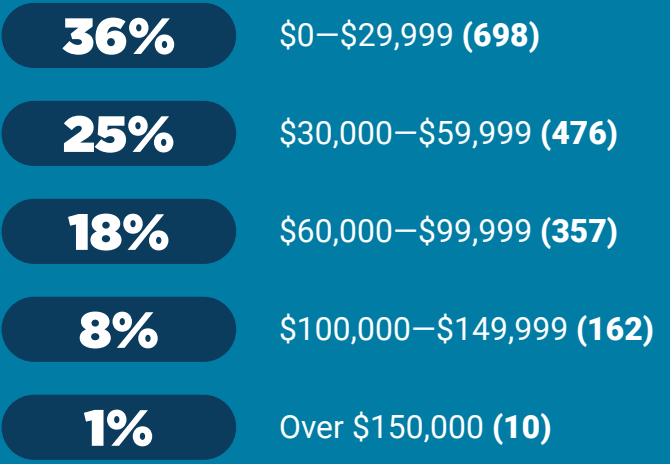 36% $0—$29,999 (698)
25% $30,000—$59,999 (476)
18% $60,000—$99,999 (357)
8% $100,000—$149,999 (162)
1% Over $150,000 (10)